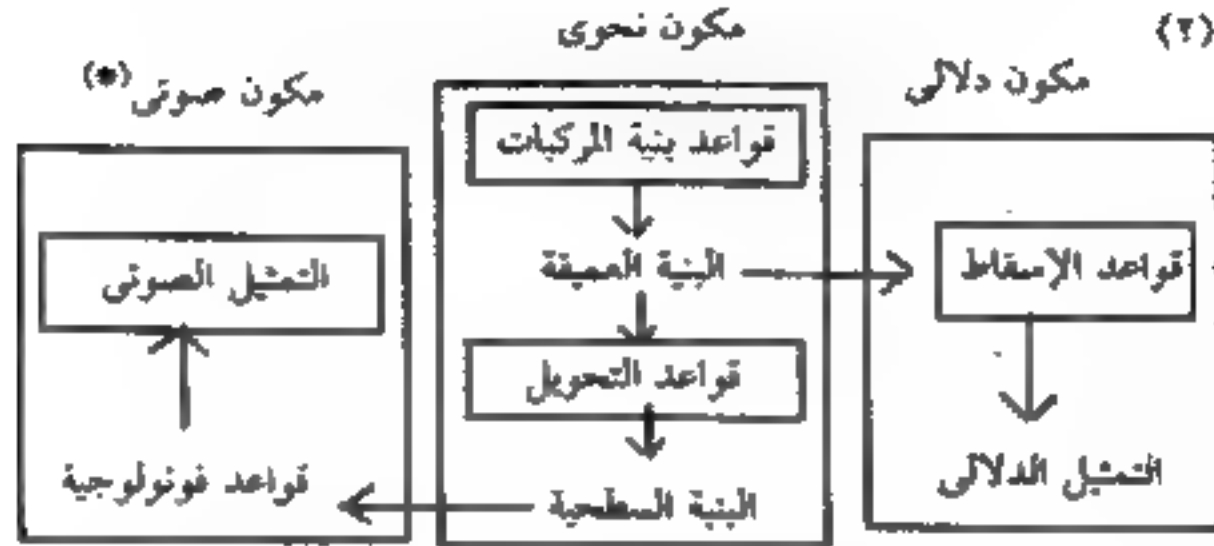 (٢)
مكون نحوى
مكون دلالى
مكون صوتى (*)
قواعد بنية المركبات
البنية العميقة
قواعد الإسقاط
التمثيل الصوتى
قواعد التحويل
التمثيل الدلالى
البنية السطحية
قواعد فونولوجية